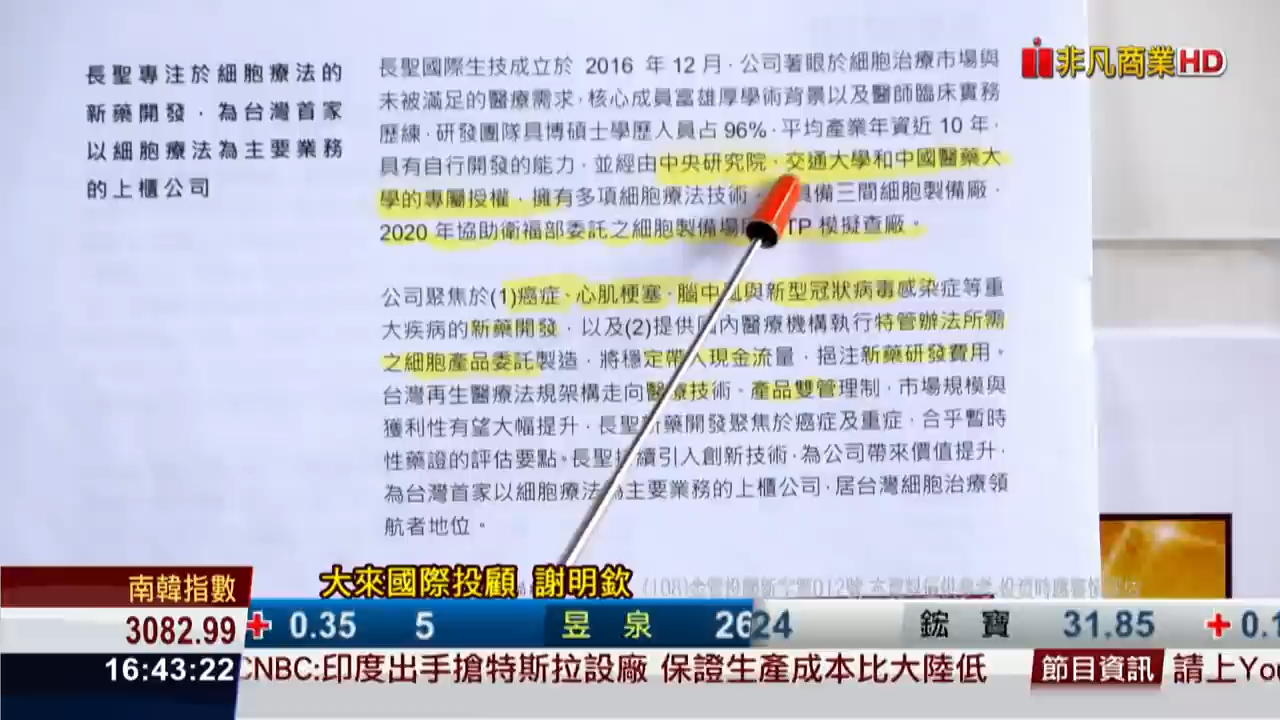 長聖專注於細胞療法的
新藥開發，為台灣首家
以細胞療法為主要業務
的上櫃公司
長聖國際生技成立於 2016 年12月，公司著眼於細胞治療市場與
未被滿足的醫療需求，核心成員富雄厚學術背景以及醫師臨床實務
歷練，研發團隊具博碩士學歷人員占96%，平均產業年資近10年，
具有自行開發的能力，並經由中央研究院、交通大學和中國醫藥大
學的專屬授權，擁有多項細胞療法技術，具備三間細胞製備廠，
2020年協助衛福部委託之細胞製備場所 TP 模擬查廠。
公司聚焦於(1)癌症、心肌梗塞、腦中風與新型冠狀病毒感染症等重
大疾病的新藥開發，以及(2)提供國內醫療機構執行特管辦法所需
之細胞產品委託製造，將穩定帶入現金流量，挹注新藥研發費用。
台灣再生醫療法規架構走向醫療技術、產品雙管理制，市場規模與
獲利性有望大幅提升，長聖新藥開發聚焦於癌症及重症，合乎暫時
性藥證的評估要點。長聖持續引入創新技術，為公司帶來價值提升，
為台灣首家以細胞療法為主要業務的上櫃公司，居台灣細胞治療領
航者地位。
非凡商業HD
大來國際投顧 謝明欽
南韓指數
3082.99
+ 0.35 5 昱泉 26
24 鋐寶 31.85 + 0.1
16:43:22
CNBC:印度出手搶特斯拉設廠 保證生產成本比大陸低
節目資訊 請上You